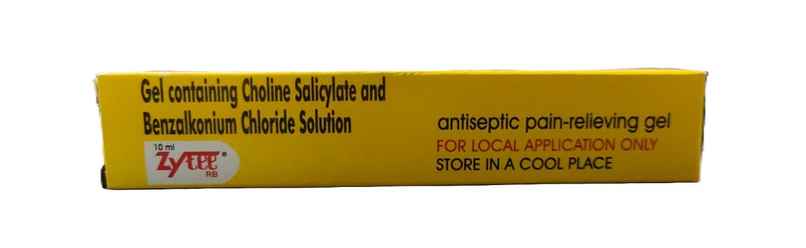 Gel containing Choline Salicylate and
Benzalkonium Chloride Solution
10 ml
Zytee®
RB
antiseptic pain-relieving gel
FOR LOCAL APPLICATION ONLY
STORE IN A COOL PLACE